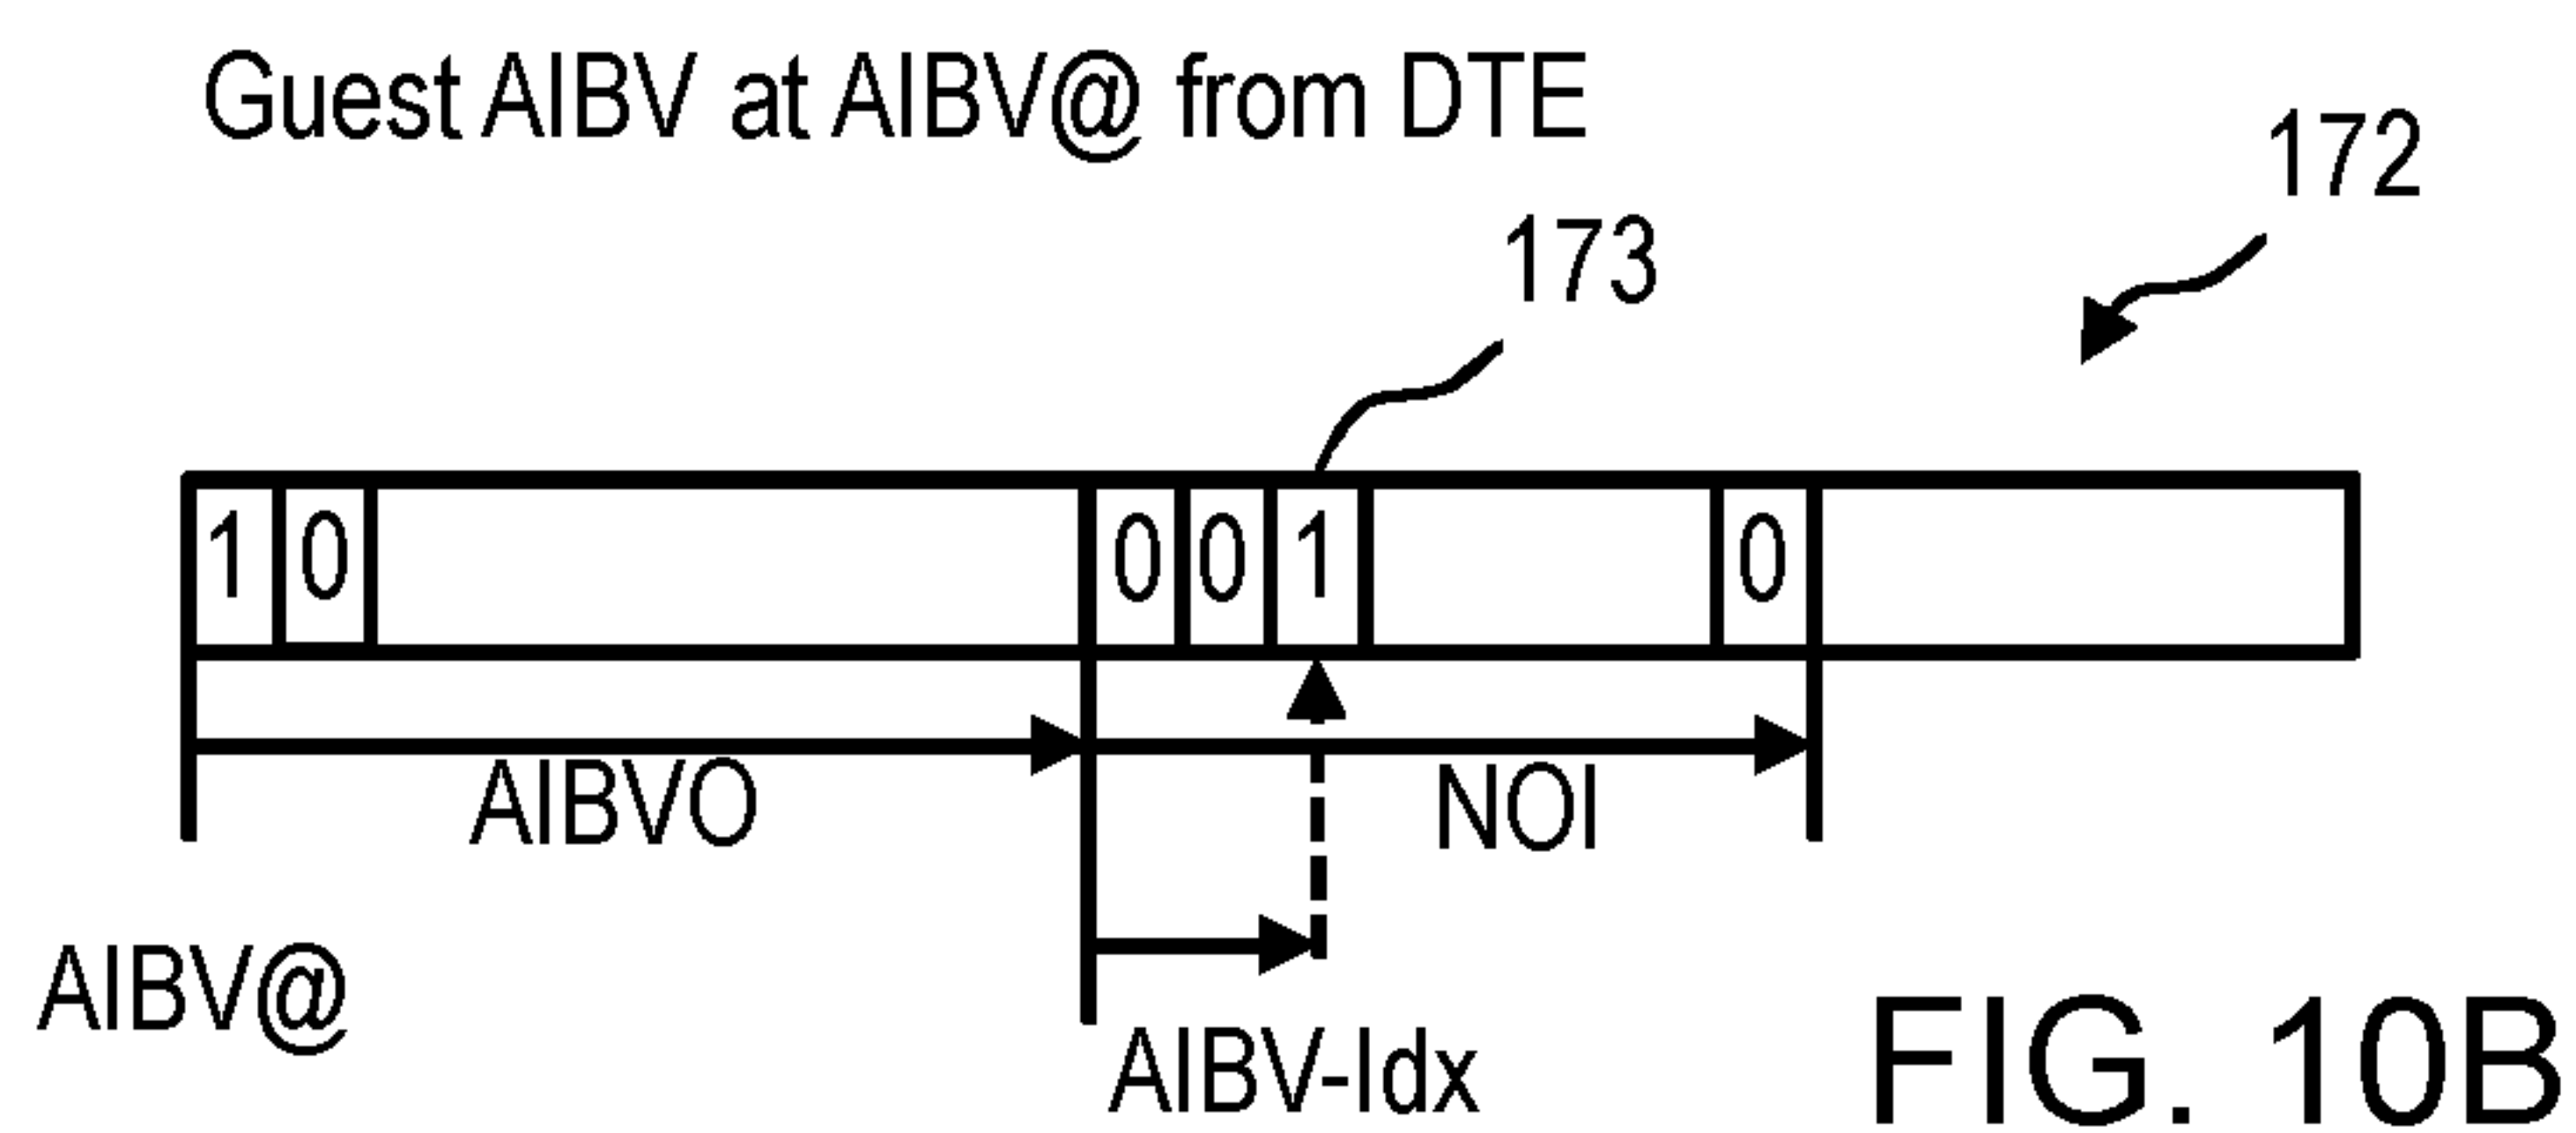 Guest AIBV at AIBV@ from DTE
172
173
1 0 0 0 1 0
AIBVO NOI
AIBV@
AIBV-Idx
FIG. 10B